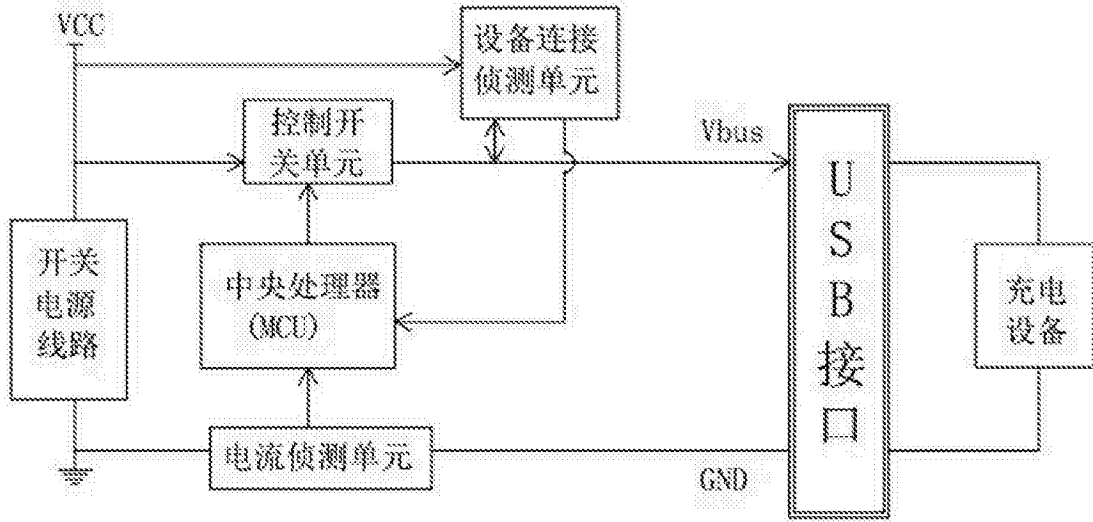 VCC
设备连接
侦测单元
控制开
关单元
Vbus
开关
电源
线路
中央处理器
(MCU)
U
S
B
接
口
充电
设备
电流侦测单元
GND